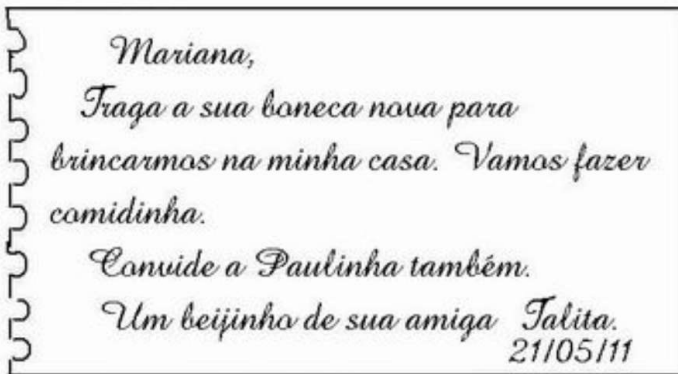 Mariana,
Traga a sua boneca nova para
brincarmos na minha casa. Vamos fazer
comidinha.
Convide a Paulinha também.
Um beijinho de sua amiga Talita.
21/05/11